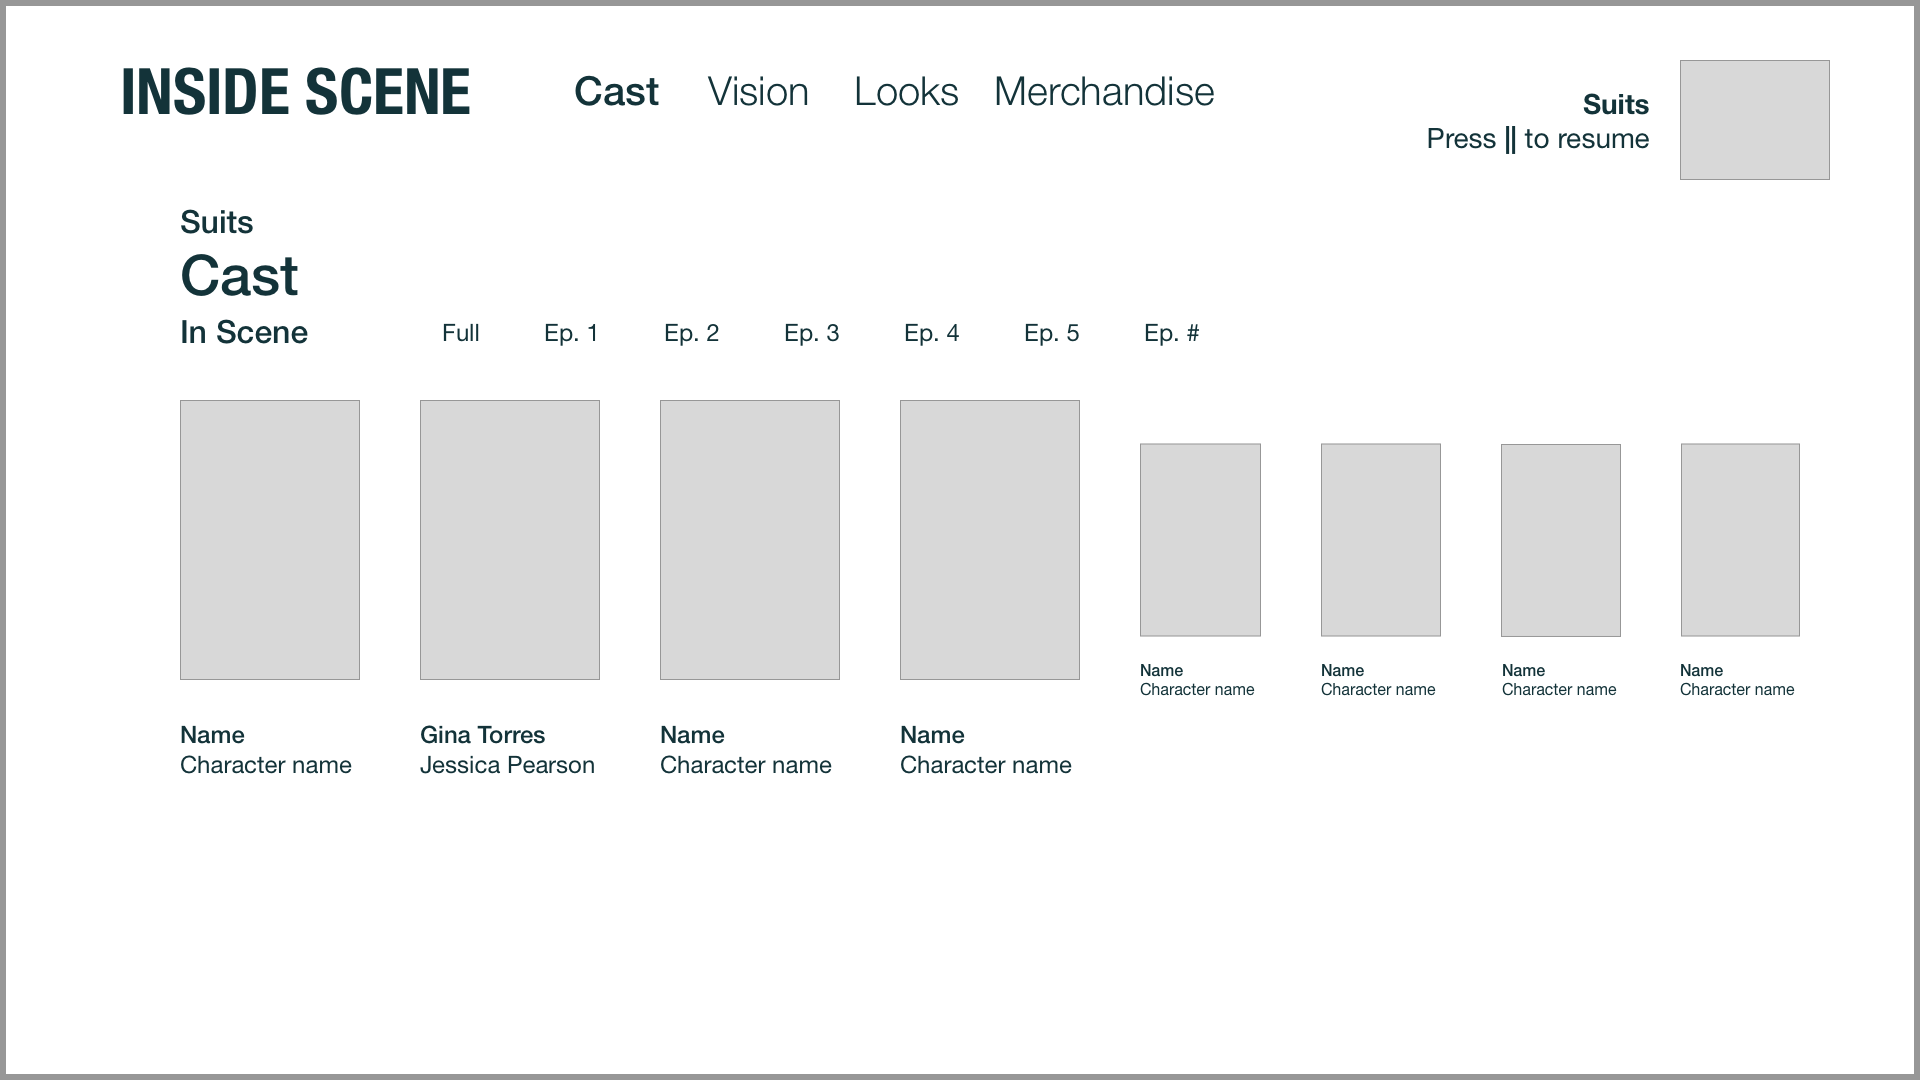 INSIDE SCENE
Cast Vision Looks Merchandise
Suits
Press || to resume
Suits
Cast
In Scene Full Ep. 1 Ep. 2 Ep. 3 Ep. 4 Ep. 5 Ep. #
Name
Character name
Gina Torres
Jessica Pearson
Name
Character name
Name
Character name
Name
Character name
Name
Character name
Name
Character name
Name
Character name